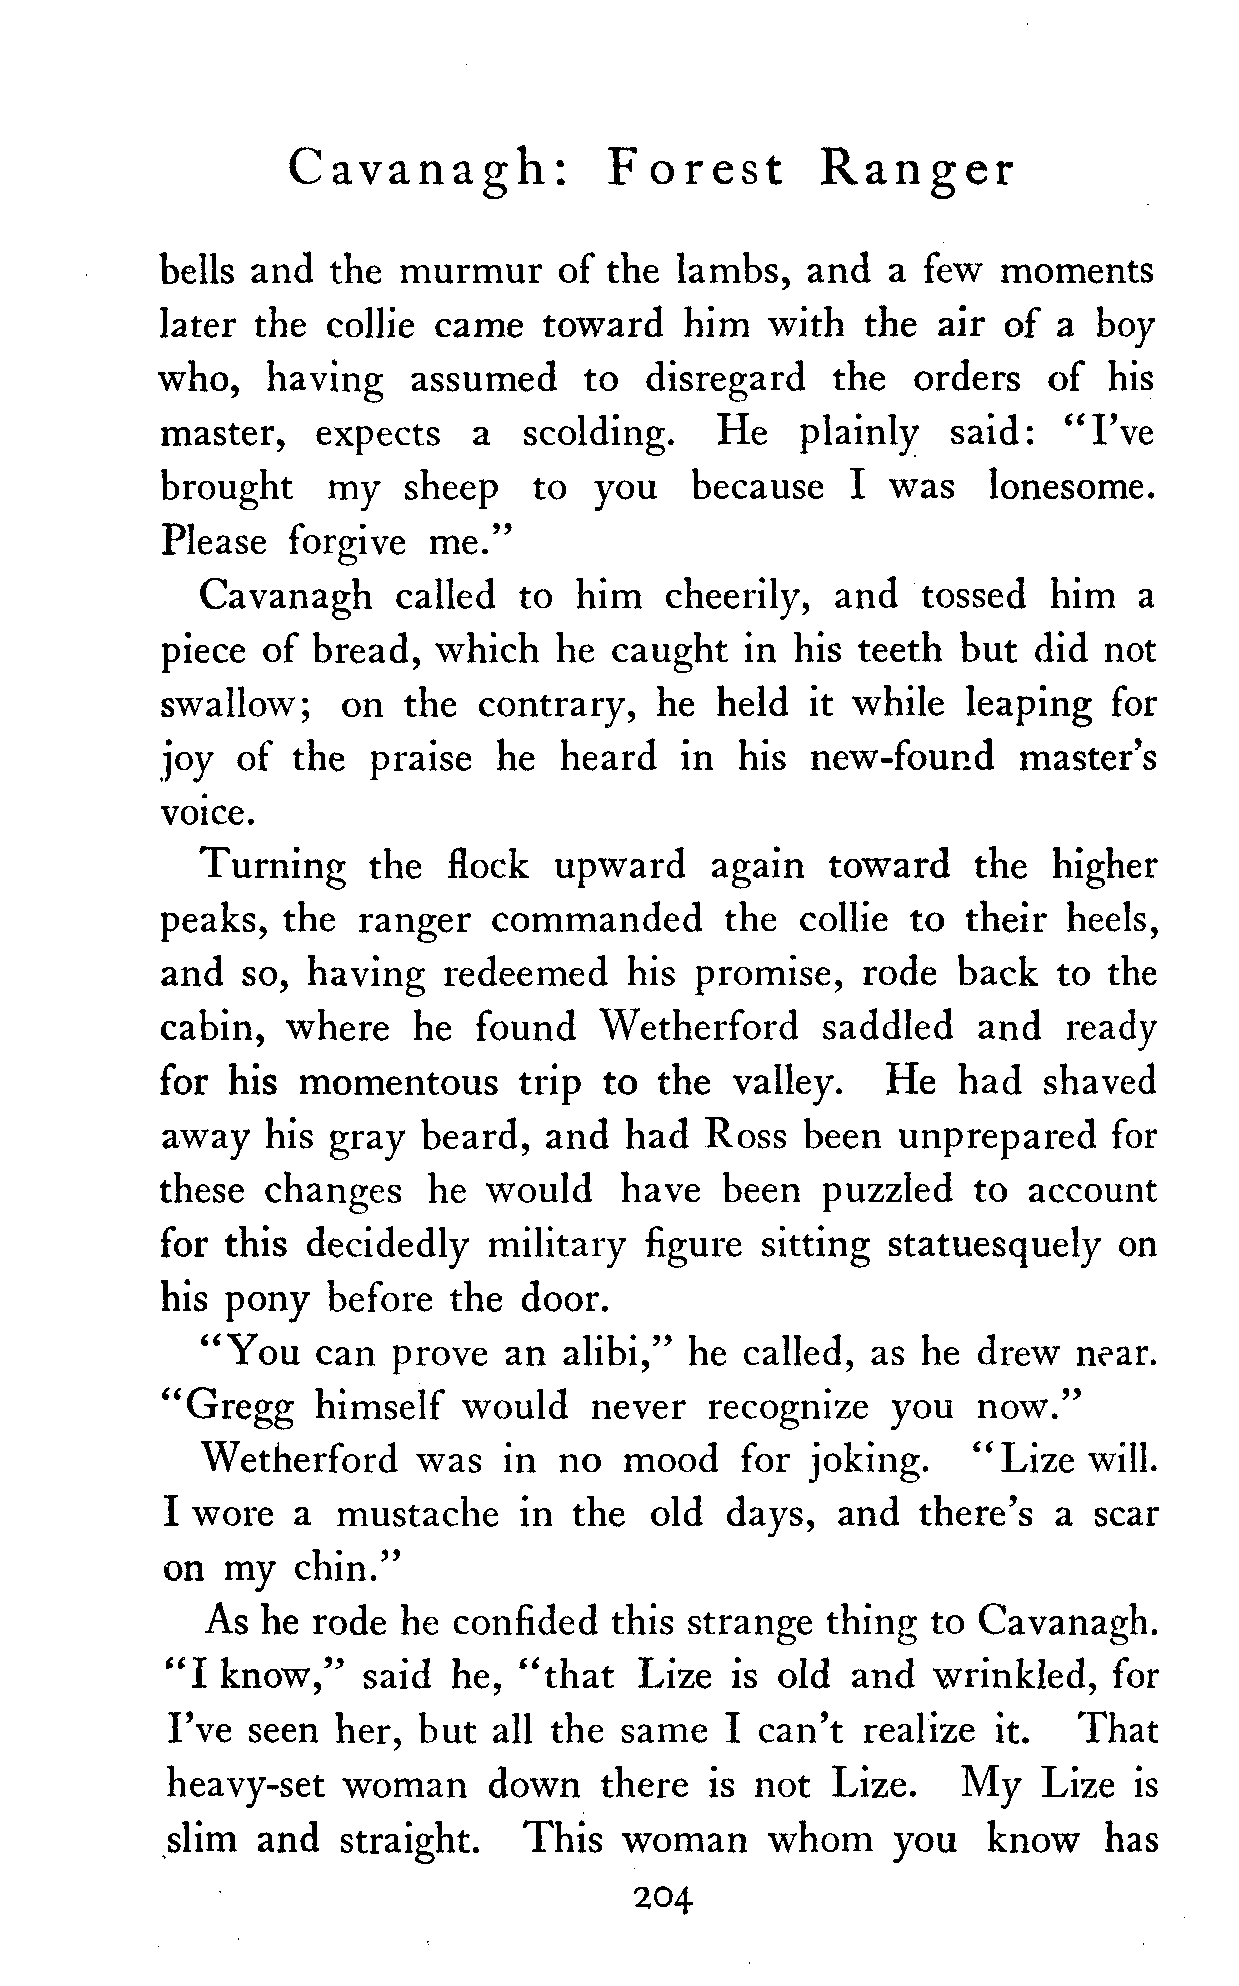 Cavanagh: Forest Ranger
bells and the murmur of the lambs, and a few moments
later the collie came toward him with the air of a boy
who, having assumed to disregard the orders of his
master, expects a scolding. He plainly said: "I've
brought my sheep to you because I was lonesome.
Please forgive me."
Cavanagh called to him cheerily, and tossed him a
piece of bread, which he caught in his teeth but did not
swallow; on the contrary, he held it while leaping for
joy of the praise he heard in his new-found master's
voice.
Turning the flock upward again toward the higher
peaks, the ranger commanded the collie to their heels,
and so, having redeemed his promise, rode back to the
cabin, where he found Wetherford saddled and ready
for his momentous trip to the valley. He had shaved
away his gray beard, and had Ross been unprepared for
these changes he would have been puzzled to account
for this decidedly military figure sitting statuesquely on
his pony before the door.
"You can prove an alibi," he called, as he drew near.
"Gregg himself would never recognize you now."
Wetherford was in no mood for joking. "Lize will.
I wore a mustache in the old days, and there's a scar
on my chin."
As he rode he confided this strange thing to Cavanagh.
"I know," said he, "that Lize is old and wrinkled, for
I've seen her, but all the same I can't realize it. That
heavy-set woman down there is not Lize. My Lize is
slim and straight. This woman whom you know has
204